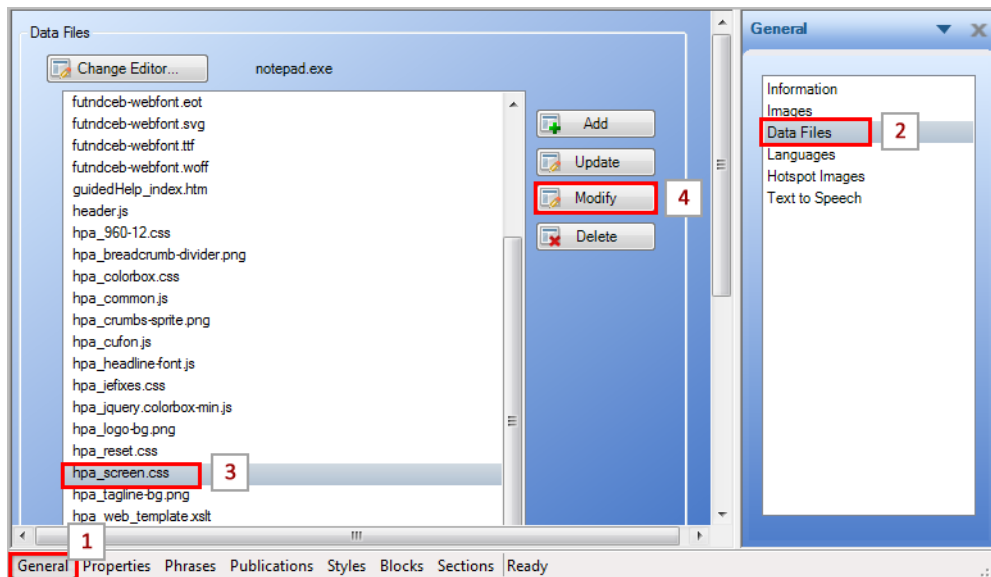 Data Files
Change Editor...
notepad.exe
futndceb-webfont.eot
futndceb-webfont.svg
futndceb-webfont.ttf
futndceb-webfont.woff
guidedHelp_index.htm
header.js
hpa_960-12.css
hpa_breadcrumb-divider.png
hpa_colorbox.css
hpa_common.js
hpa_crumbs-sprite.png
hpa_cufon.js
hpa_headline-font.js
hpa_iefixes.css
hpa_jquery.colorbox-min.js
hpa_logo-bg.png
hpa_reset.css
hpa_screen.css
3
hpa_tagline-bg.png
hpa_web_template.xslt
Add
Update
Modify
4
Delete
General
Information
Images
Data Files
2
Languages
Hotspot Images
Text to Speech
1
General Properties Phrases Publications Styles Blocks Sections Ready